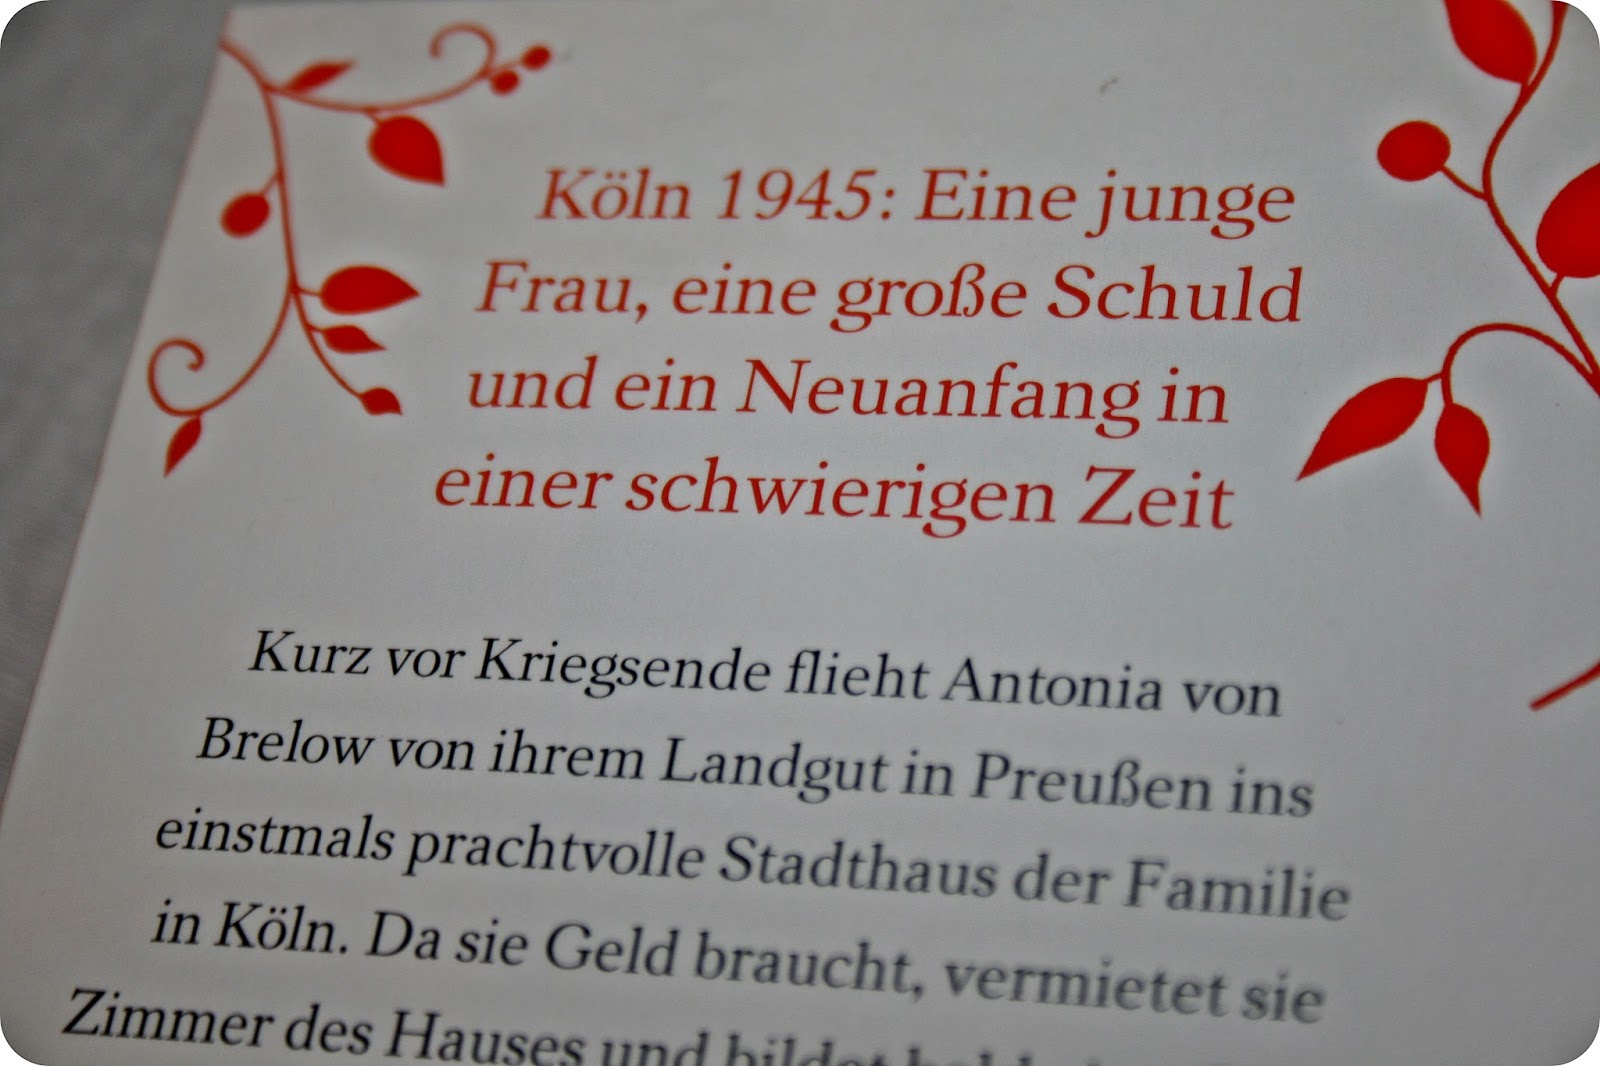 Köln 1945: Eine junge
Frau, eine große Schuld
und ein Neuanfang in
einer schwierigen Zeit
Kurz vor Kriegsende flieht Antonia von
Brelow von ihrem Landgut in Preußen ins
einstmals prachtvolle Stadthaus der Familie
in Köln. Da sie Geld braucht, vermietet sie
Zimmer des Hauses und bildet